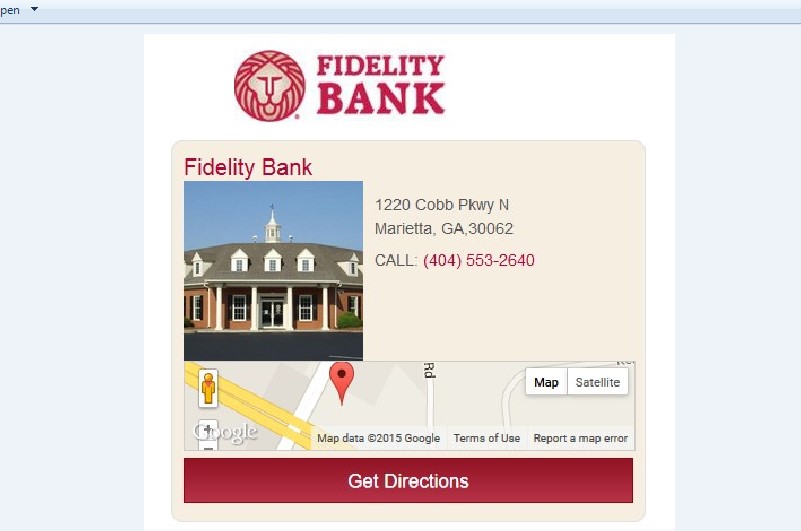 pen
FIDELITY
BANK
Fidelity Bank
1220 Cobb Pkwy N
Marietta, GA,30062
CALL: (404) 553-2640
Rd
Map Satellite
Google
Map data ©2015 Google Terms of Use Report a map error
Get Directions